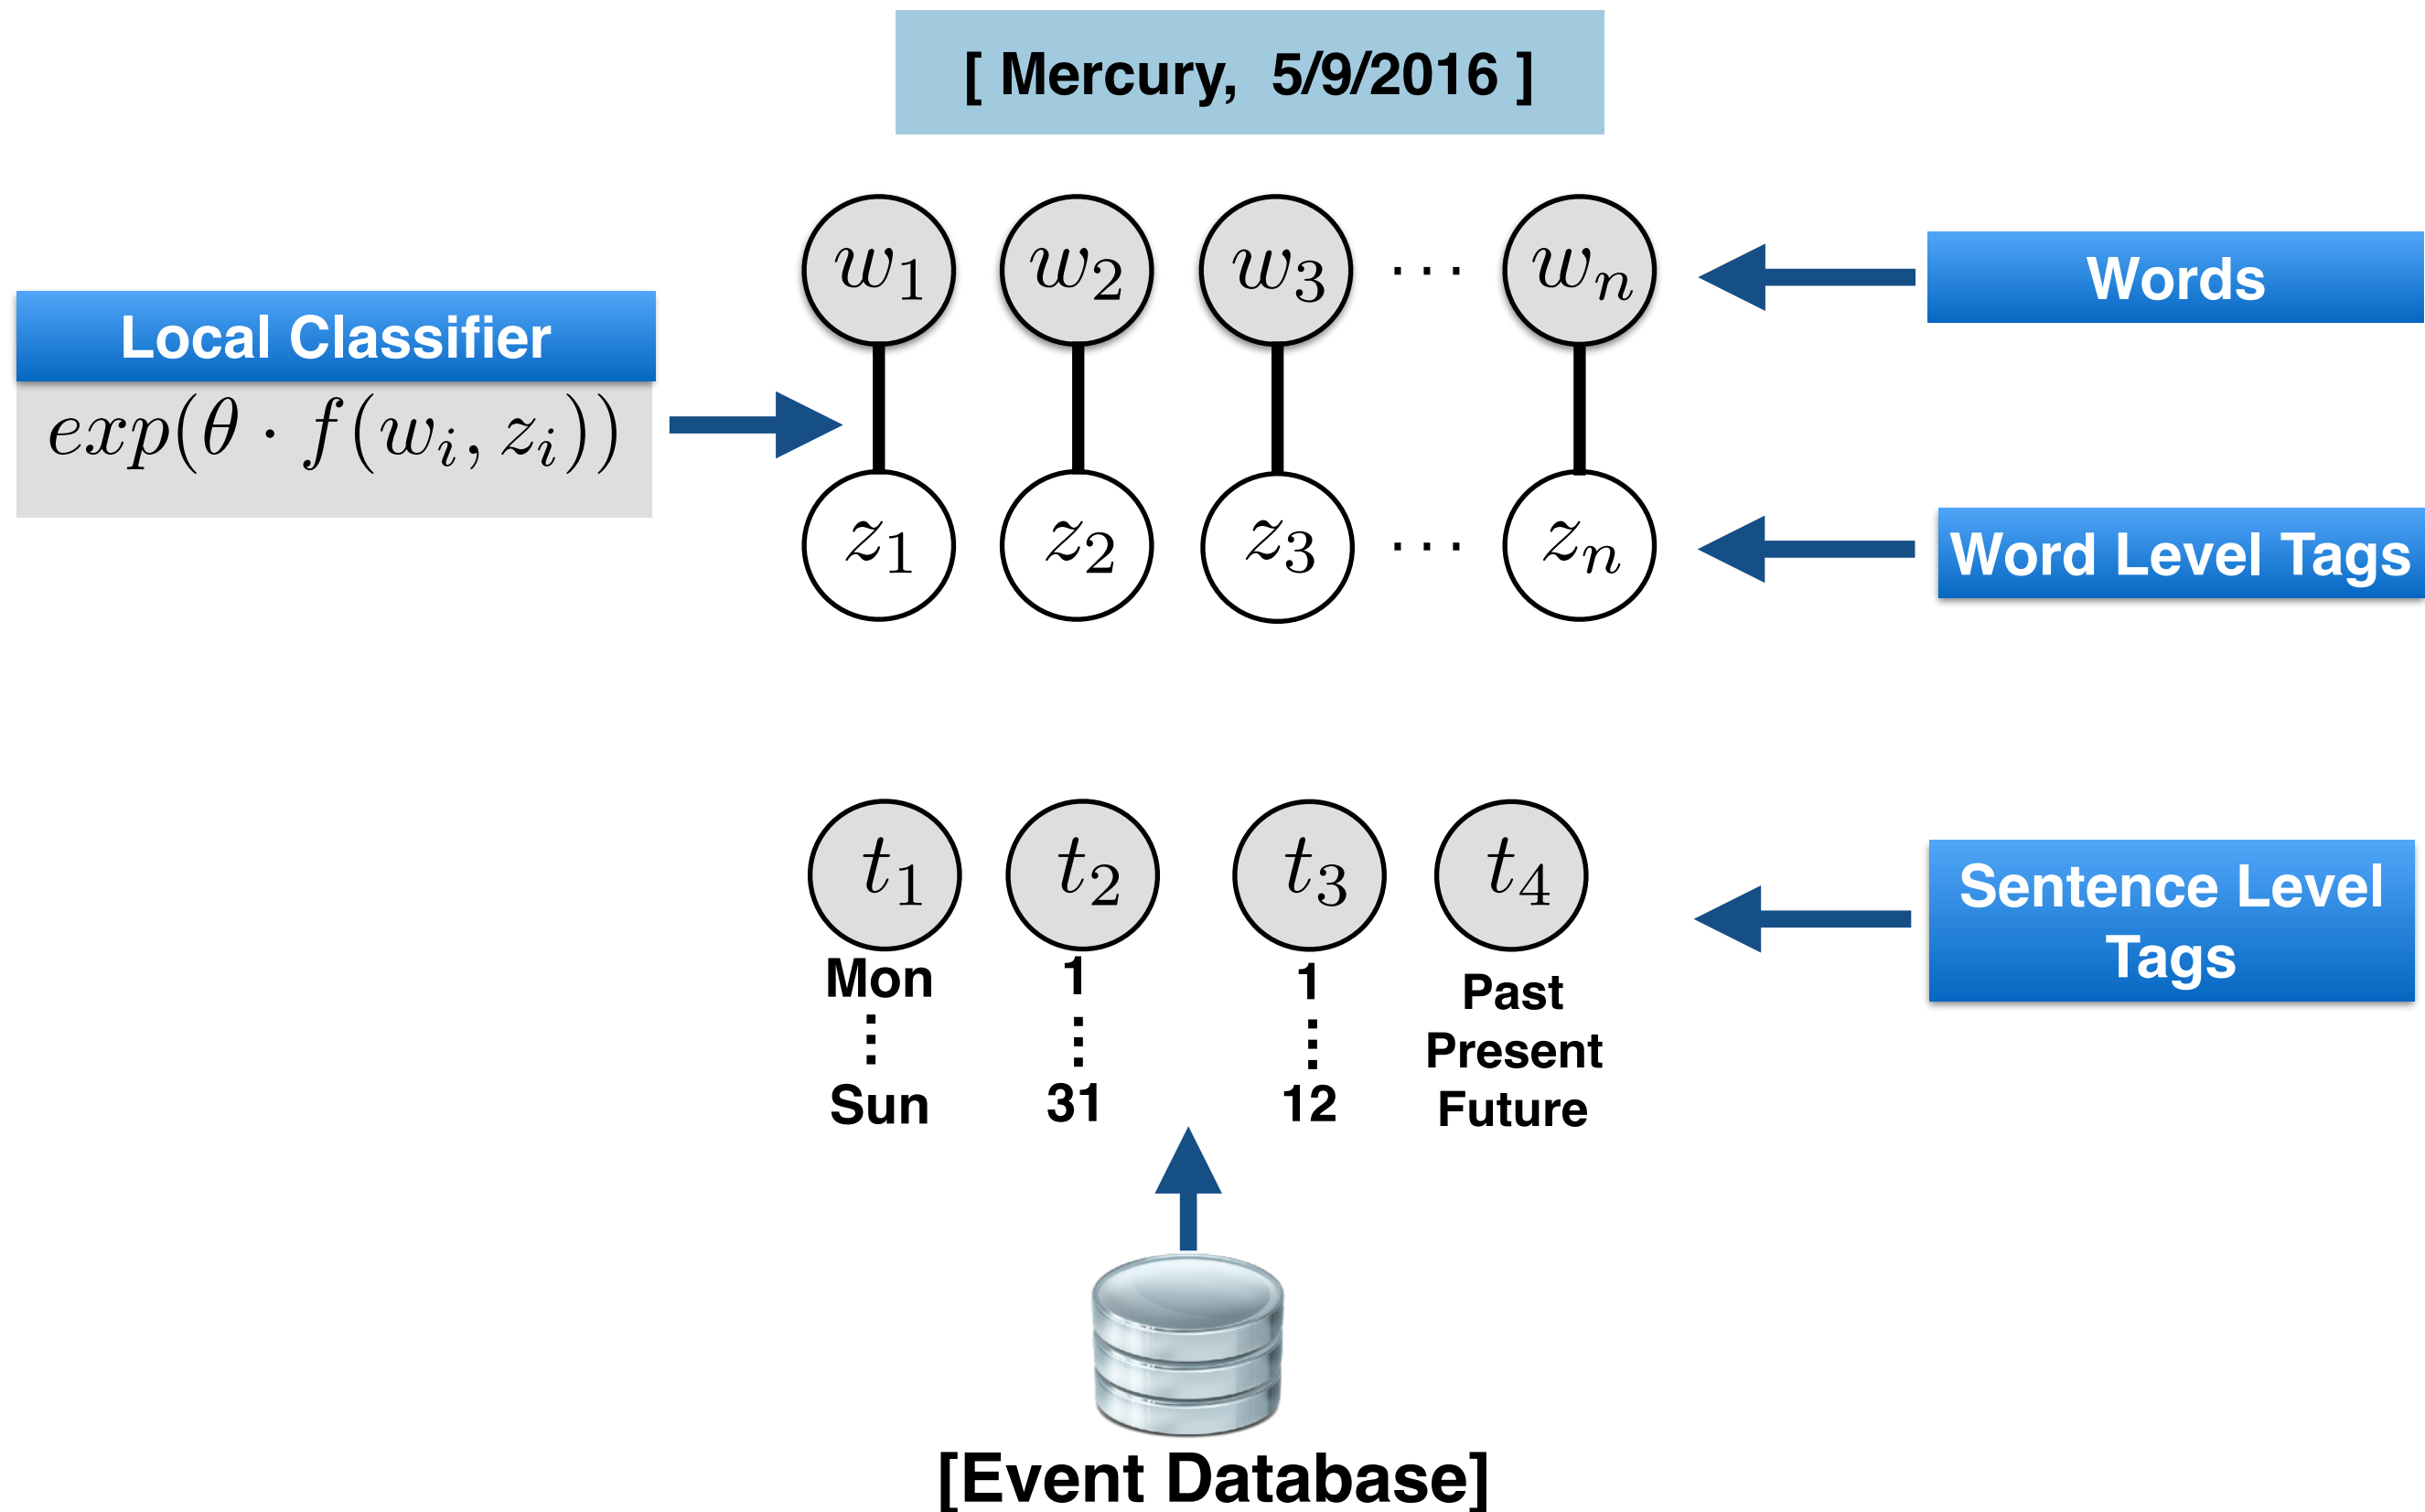 [ Mercury, 5/9/2016 ]
w₁ w₂ w₃ ··· wₙ
Words
Local Classifier
exp(θ · f(wᵢ, zᵢ))
z₁ z₂ z₃ ··· zₙ
Word Level Tags
t₁ t₂ t₃ t₄
Sentence Level
Tags
Mon 1 1 Past
⋮ ⋮ ⋮ Present
Sun 31 12 Future
[Event Database]